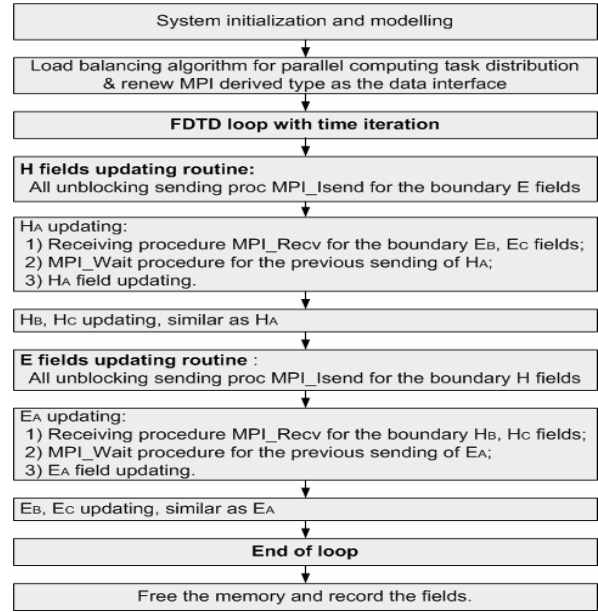 System initialization and modelling
Load balancing algorithm for parallel computing task distribution
& renew MPI derived type as the data interface
FDTD loop with time iteration
H fields updating routine:
All unblocking sending proc MPI_Isend for the boundary E fields
HA updating:
1) Receiving procedure MPI_Recv for the boundary EB, EC fields;
2) MPI_Wait procedure for the previous sending of HA;
3) HA field updating.
HB, HC updating, similar as HA
E fields updating routine :
All unblocking sending proc MPI_Isend for the boundary H fields
EA updating:
1) Receiving procedure MPI_Recv for the boundary HB, HC fields;
2) MPI_Wait procedure for the previous sending of EA;
3) EA field updating.
EB, EC updating, similar as EA
End of loop
Free the memory and record the fields.